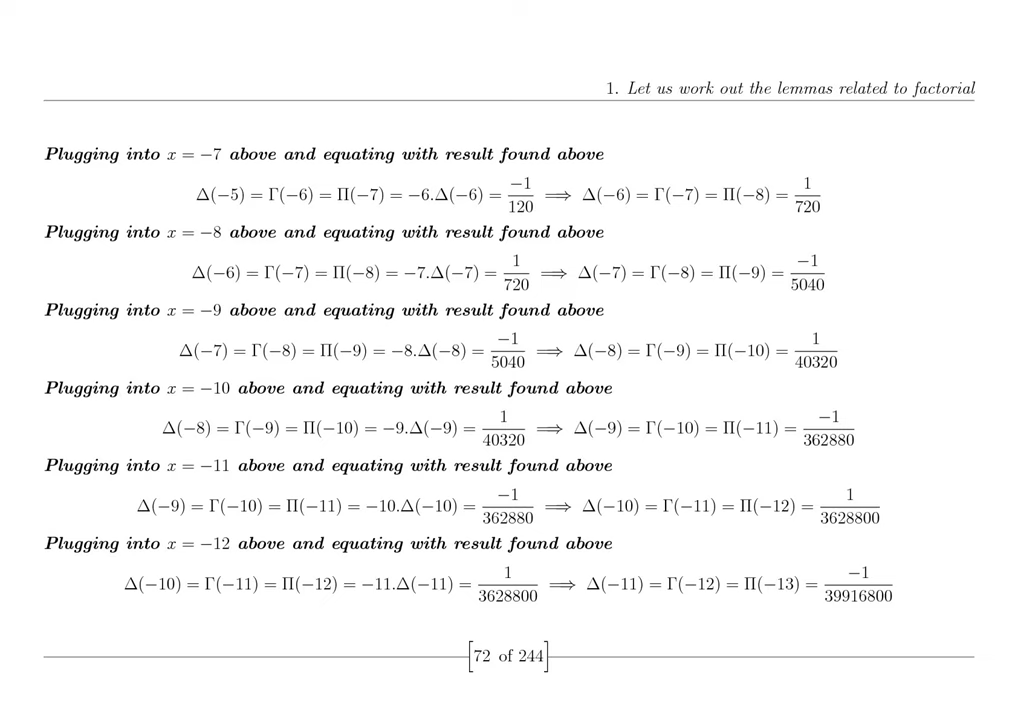 1. Let us work out the lemmas related to factorial
Plugging into x = −7 above and equating with result found above
Δ(−5) = Γ(−6) = Π(−7) = −6.Δ(−6) = −1/120 ⟹ Δ(−6) = Γ(−7) = Π(−8) = 1/720
Plugging into x = −8 above and equating with result found above
Δ(−6) = Γ(−7) = Π(−8) = −7.Δ(−7) = 1/720 ⟹ Δ(−7) = Γ(−8) = Π(−9) = −1/5040
Plugging into x = −9 above and equating with result found above
Δ(−7) = Γ(−8) = Π(−9) = −8.Δ(−8) = −1/5040 ⟹ Δ(−8) = Γ(−9) = Π(−10) = 1/40320
Plugging into x = −10 above and equating with result found above
Δ(−8) = Γ(−9) = Π(−10) = −9.Δ(−9) = 1/40320 ⟹ Δ(−9) = Γ(−10) = Π(−11) = −1/362880
Plugging into x = −11 above and equating with result found above
Δ(−9) = Γ(−10) = Π(−11) = −10.Δ(−10) = −1/362880 ⟹ Δ(−10) = Γ(−11) = Π(−12) = 1/3628800
Plugging into x = −12 above and equating with result found above
Δ(−10) = Γ(−11) = Π(−12) = −11.Δ(−11) = 1/3628800 ⟹ Δ(−11) = Γ(−12) = Π(−13) = −1/39916800
[72 of 244]